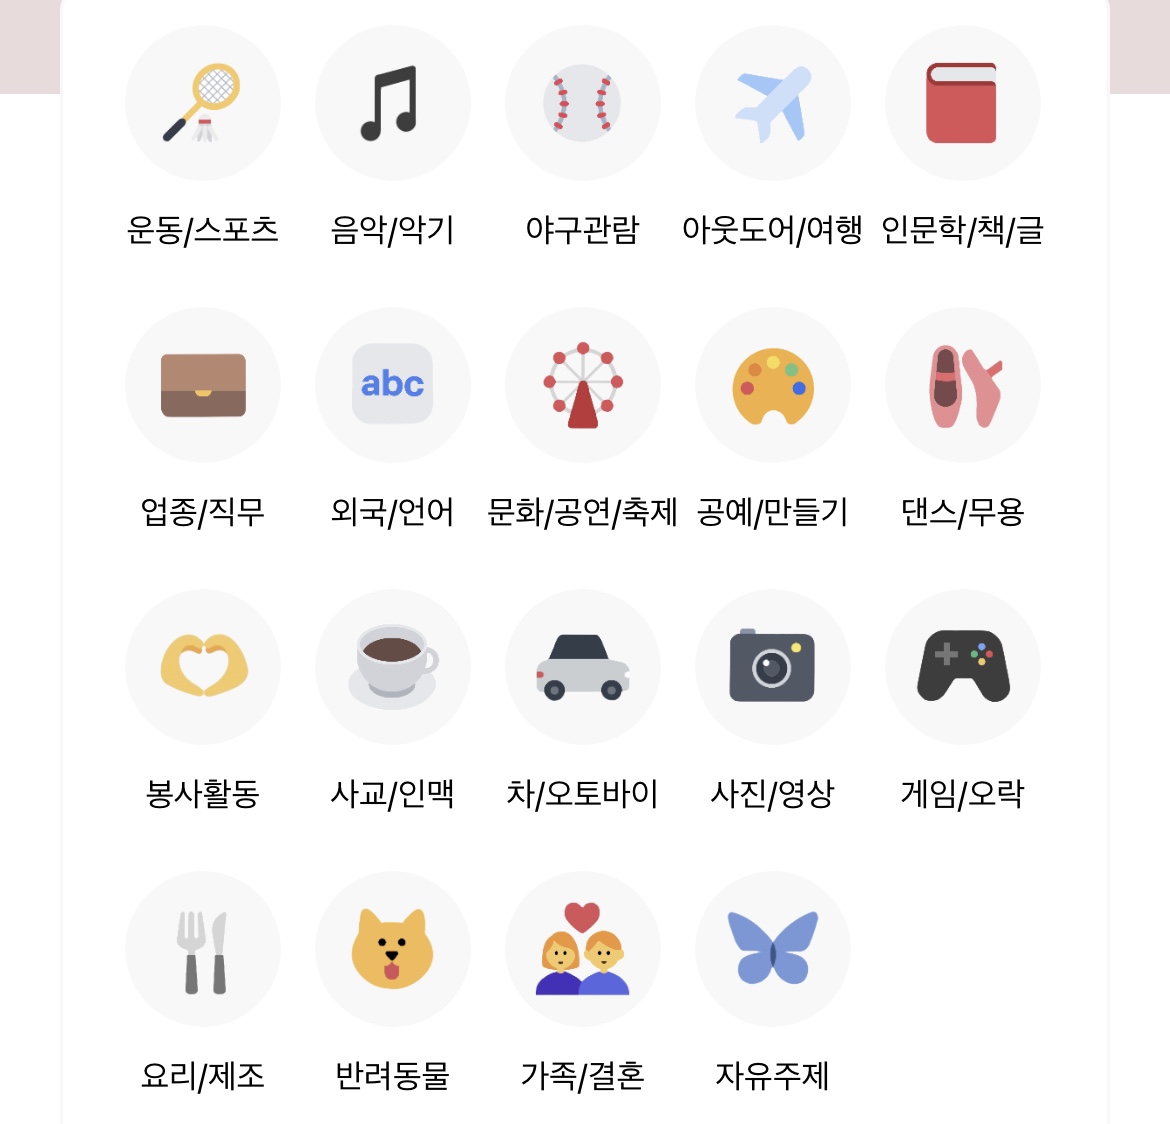 운동/스포츠
음악/악기
야구관람
아웃도어/여행
인문학/책/글
업종/직무
abc
외국/언어
문화/공연/축제
공예/만들기
댄스/무용
봉사활동
사교/인맥
차/오토바이
사진/영상
게임/오락
요리/제조
반려동물
가족/결혼
자유주제